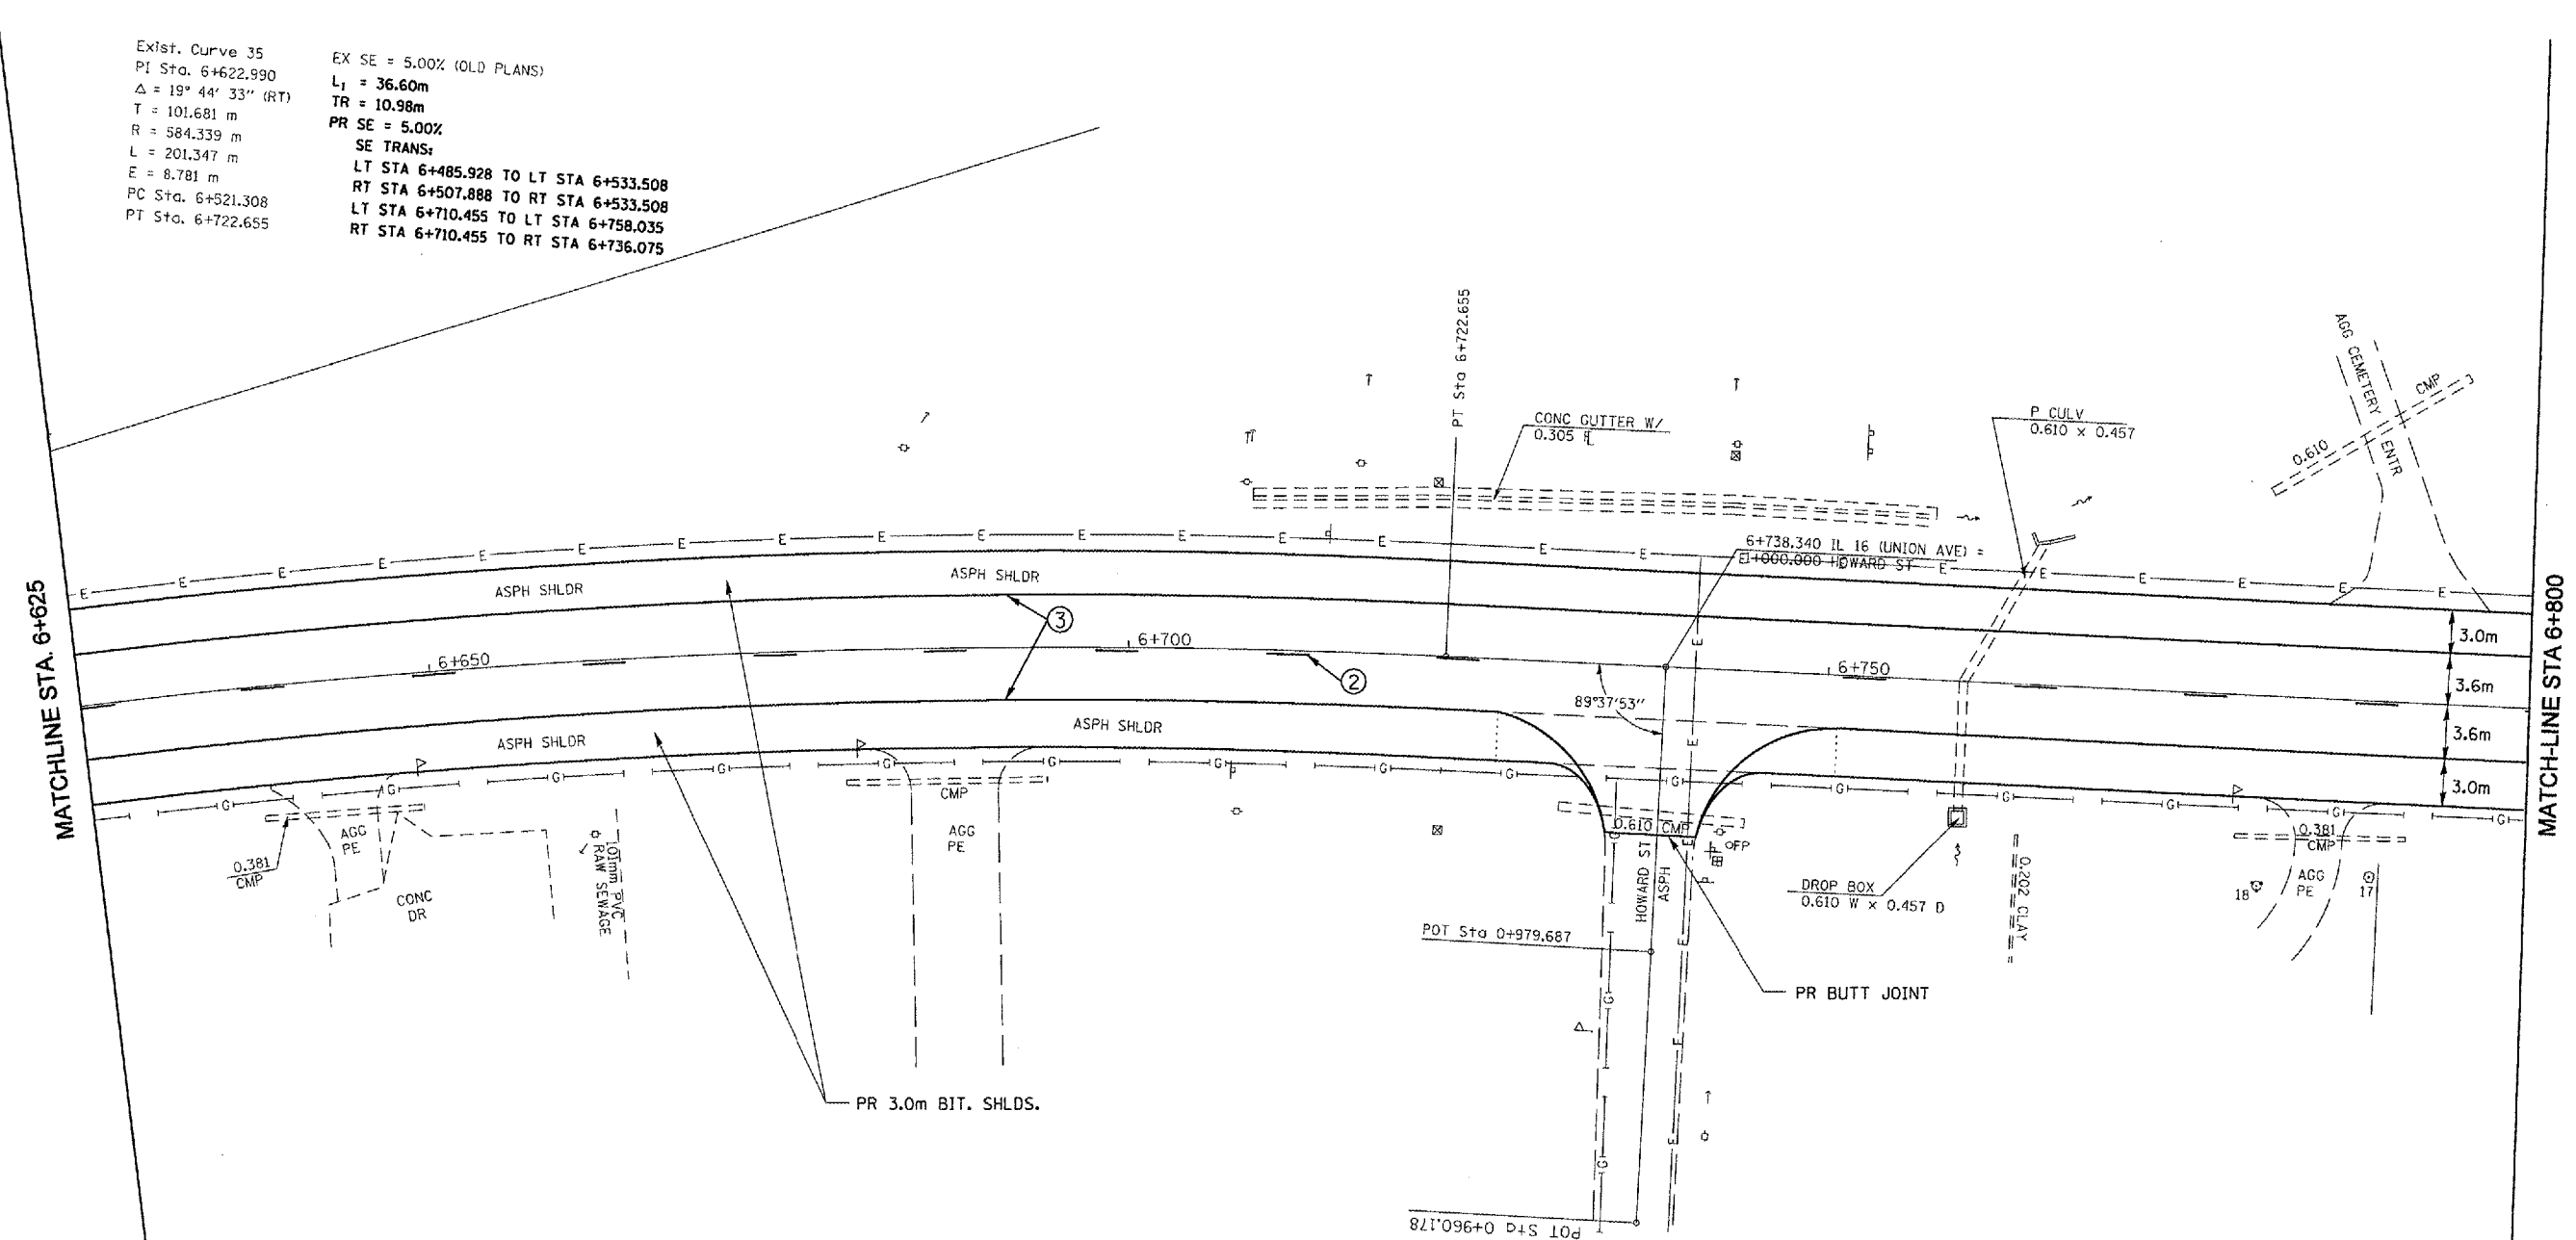 Exist. Curve 35
PI Sta. 6+622.990
Δ = 19° 44' 33" (RT)
T = 101.681 m
R = 584.339 m
L = 201.347 m
E = 8.781 m
PC Sta. 6+521.308
PT Sta. 6+722.655
EX SE = 5.00% (OLD PLANS)
L₁ = 36.60m
TR = 10.98m
PR SE = 5.00%
SE TRANS:
LT STA 6+485.928 TO LT STA 6+533.508
RT STA 6+507.888 TO RT STA 6+533.508
LT STA 6+710.455 TO LT STA 6+758.035
RT STA 6+710.455 TO RT STA 6+736.075
MATCHLINE STA. 6+625
MATCH-LINE STA 6+800
PT Sta 6+722.655
CONC GUTTER W/
0.305 ℄
P CULV
0.610 x 0.457
AGG CEMETERY
ENTR
0.610
CMP
6+738.340 IL 16 (UNION AVE) =
1+000.000 HOWARD ST
E E E E E E E E E E E E E E E E E E E E E E E
ASPH SHLDR
ASPH SHLDR
3
6+650
6+700
6+750
2
89°37'53"
3.0m
3.6m
3.6m
3.0m
ASPH SHLDR
ASPH SHLDR
G G G G G G G G G G G G G G G
0.381
CMP
AGG
PE
CONC
DR
101mm PVC
RAW SEWAGE
CMP
AGG
PE
0.610 CMP
FP
HOWARD ST
ASPH
DROP BOX
0.610 W x 0.457 D
0.202 CLAY
0.381
CMP
AGG
PE
18
17
POT Sta 0+979.687
PR BUTT JOINT
PR 3.0m BIT. SHLDS.
POT Sta 0+960.178